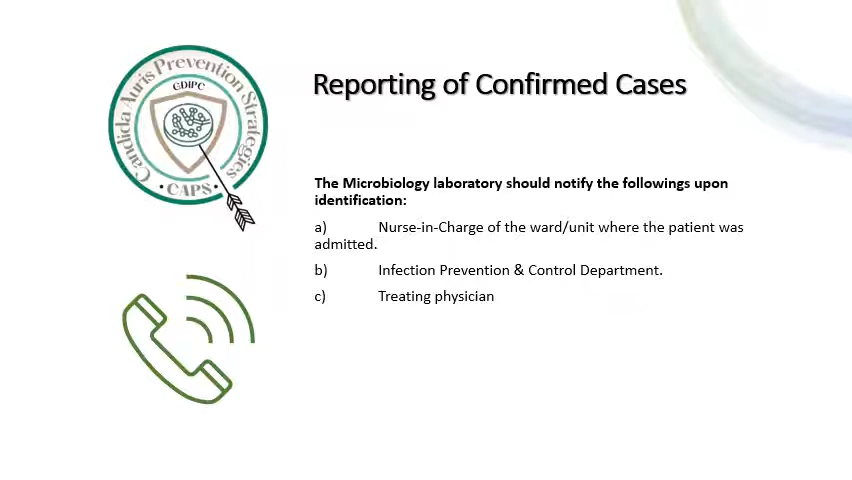 Candida Auris Prevention Strategies
GDIPC
• CAPS •
Reporting of Confirmed Cases
The Microbiology laboratory should notify the followings upon
identification:
a) Nurse-in-Charge of the ward/unit where the patient was
admitted.
b) Infection Prevention & Control Department.
c) Treating physician